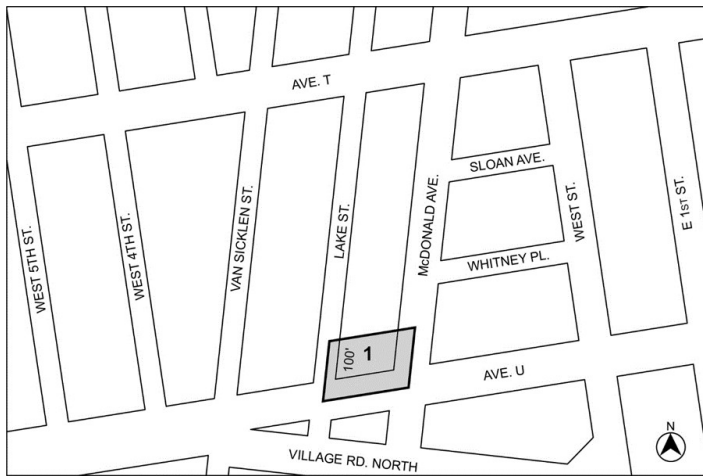 AVE. T
SLOAN AVE.
WEST 5TH ST.
WEST 4TH ST.
VAN SICKLEN ST.
LAKE ST.
McDONALD AVE.
WEST ST.
E 1ST ST.
WHITNEY PL.
100'
1
AVE. U
VILLAGE RD. NORTH
N